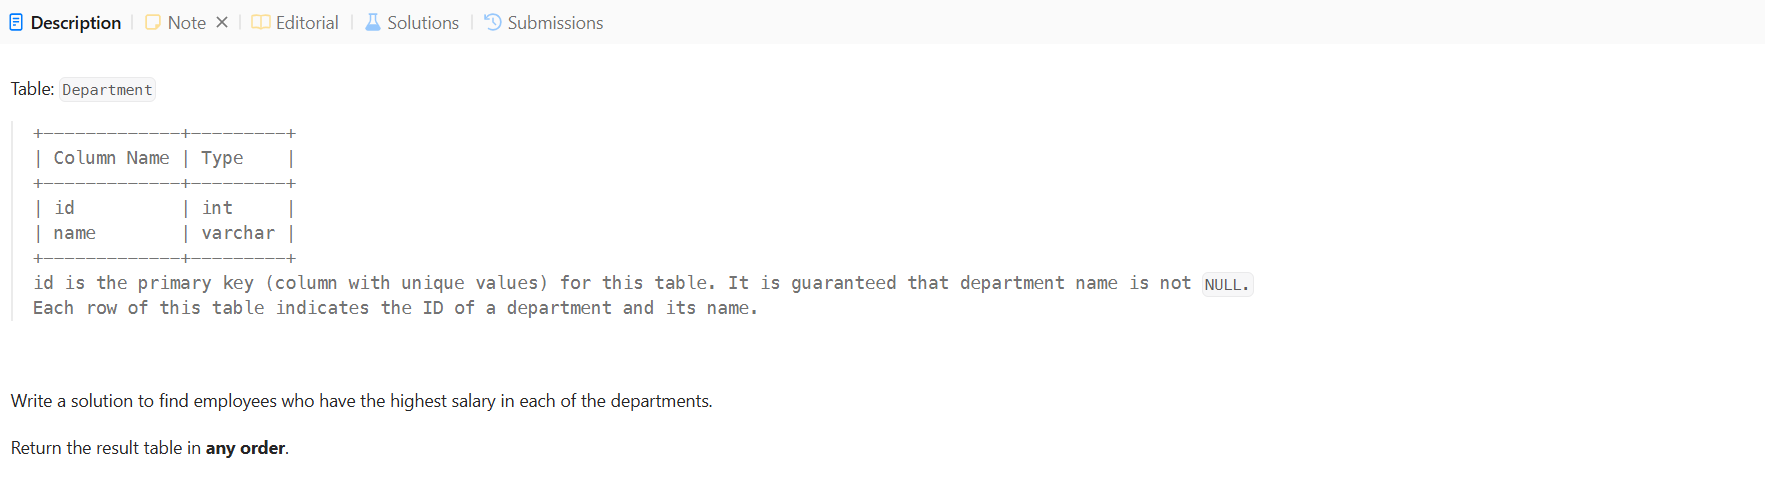 Description | Note × | Editorial | Solutions | Submissions
Table: Department
+-------------+---------+
| Column Name | Type    |
+-------------+---------+
| id          | int     |
| name        | varchar |
+-------------+---------+
id is the primary key (column with unique values) for this table. It is guaranteed that department name is not NULL.
Each row of this table indicates the ID of a department and its name.
Write a solution to find employees who have the highest salary in each of the departments.
Return the result table in any order.